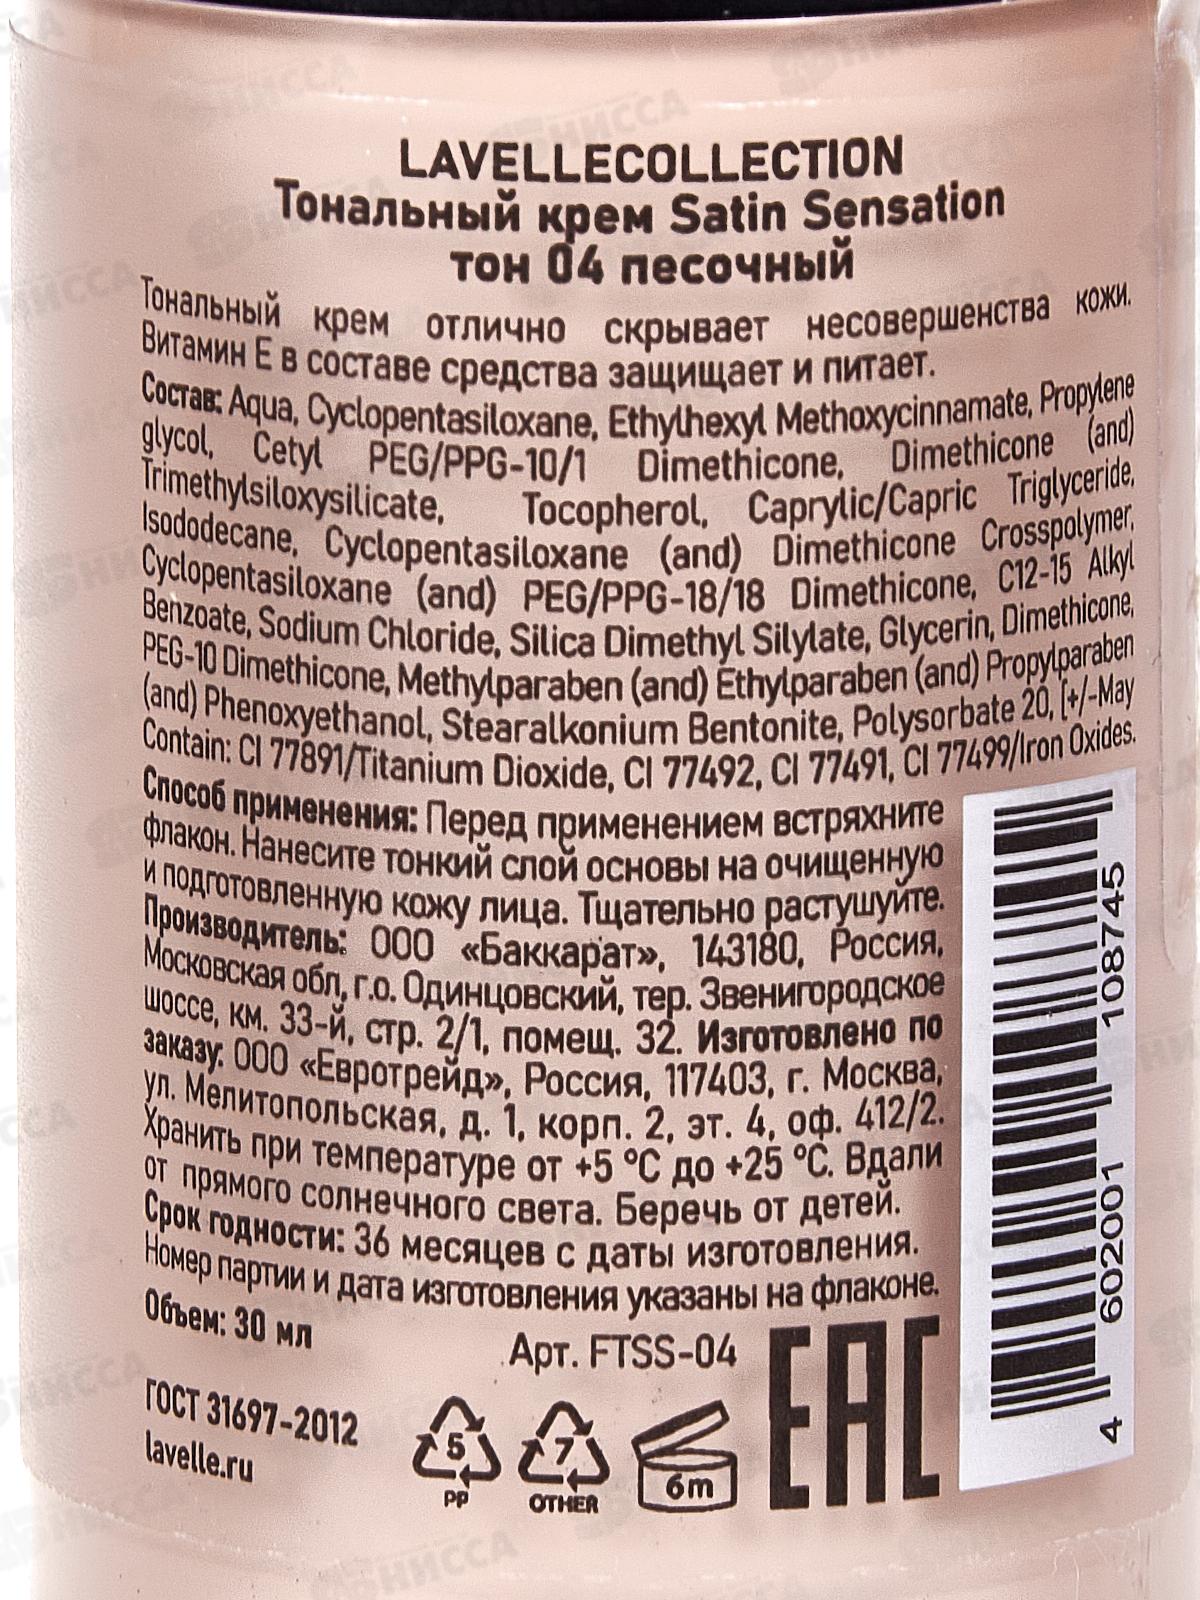 LAVELLECOLLECTION
Тональный крем Satin Sensation
тон 04 песочный
Тональный крем отлично скрывает несовершенства кожи.
Витамин Е в составе средства защищает и питает.
Состав: Aqua, Cyclopentasiloxane, Ethylhexyl Methoxycinnamate, Propylene
glycol, Cetyl PEG/PPG-10/1 Dimethicone, Dimethicone (and)
Trimethylsiloxysilicate, Tocopherol, Caprylic/Capric Triglyceride,
Isododecane, Cyclopentasiloxane (and) Dimethicone Crosspolymer,
Cyclopentasiloxane (and) PEG/PPG-18/18 Dimethicone, C12-15 Alkyl
Benzoate, Sodium Chloride, Silica Dimethyl Silylate, Glycerin, Dimethicone,
PEG-10 Dimethicone, Methylparaben (and) Ethylparaben (and) Propylparaben
(and) Phenoxyethanol, Stearalkonium Bentonite, Polysorbate 20, [+/-May
Contain: CI 77891/Titanium Dioxide, CI 77492, CI 77491, CI 77499/Iron Oxides.
Способ применения: Перед применением встряхните
флакон. Нанесите тонкий слой основы на очищенную
и подготовленную кожу лица. Тщательно растушуйте.
Производитель: ООО «Баккарат», 143180, Россия,
Московская обл, г.о. Одинцовский, тер. Звенигородское
шоссе, км. 33-й, стр. 2/1, помещ. 32. Изготовлено по
заказу: ООО «Евротрейд», Россия, 117403, г. Москва,
ул. Мелитопольская, д. 1, корп. 2, эт. 4, оф. 412/2.
Хранить при температуре от +5 °С до +25 °С. Вдали
от прямого солнечного света. Беречь от детей.
Срок годности: 36 месяцев с даты изготовления.
Номер партии и дата изготовления указаны на флаконе.
Объем: 30 мл
Арт. FTSS-04
ГОСТ 31697-2012
lavelle.ru
5
PP
7
OTHER
6m
EAC
4 602001 108745